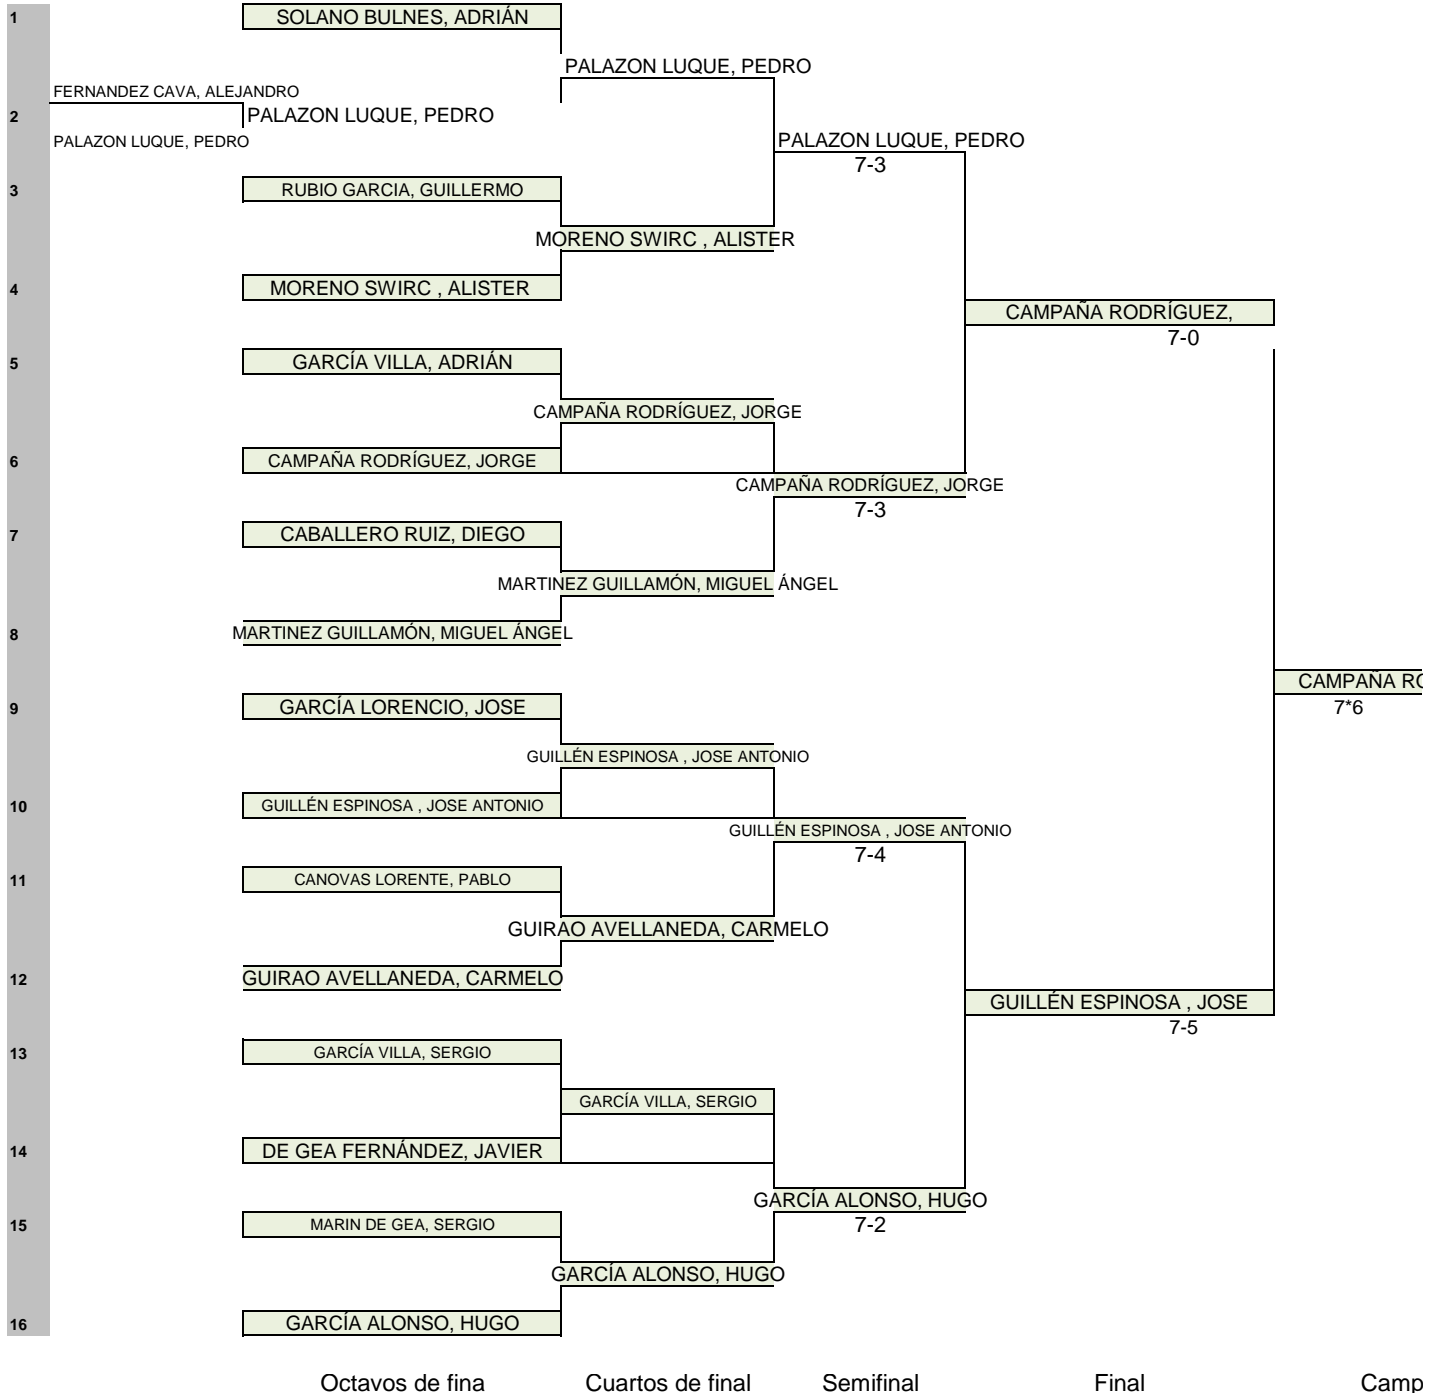 1
SOLANO BULNES, ADRIÁN
PALAZON LUQUE, PEDRO
FERNANDEZ CAVA, ALEJANDRO
2
PALAZON LUQUE, PEDRO
PALAZON LUQUE, PEDRO
PALAZON LUQUE, PEDRO
7-3
3
RUBIO GARCIA, GUILLERMO
MORENO SWIRC , ALISTER
4
MORENO SWIRC , ALISTER
CAMPAÑA RODRÍGUEZ,
7-0
5
GARCÍA VILLA, ADRIÁN
CAMPAÑA RODRÍGUEZ, JORGE
6
CAMPAÑA RODRÍGUEZ, JORGE
CAMPAÑA RODRÍGUEZ, JORGE
7-3
7
CABALLERO RUIZ, DIEGO
MARTINEZ GUILLAMÓN, MIGUEL ÁNGEL
8
MARTINEZ GUILLAMÓN, MIGUEL ÁNGEL
CAMPAÑA RO
7*6
9
GARCÍA LORENCIO, JOSE
GUILLÉN ESPINOSA , JOSE ANTONIO
10
GUILLÉN ESPINOSA , JOSE ANTONIO
GUILLÉN ESPINOSA , JOSE ANTONIO
7-4
11
CANOVAS LORENTE, PABLO
GUIRAO AVELLANEDA, CARMELO
12
GUIRAO AVELLANEDA, CARMELO
GUILLÉN ESPINOSA , JOSE
7-5
13
GARCÍA VILLA, SERGIO
GARCÍA VILLA, SERGIO
14
DE GEA FERNÁNDEZ, JAVIER
GARCÍA ALONSO, HUGO
7-2
15
MARIN DE GEA, SERGIO
GARCÍA ALONSO, HUGO
16
GARCÍA ALONSO, HUGO
Octavos de fina
Cuartos de final
Semifinal
Final
Camp